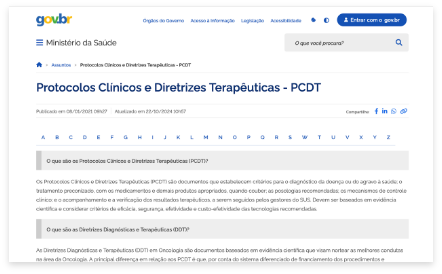 gov.br
Órgãos do Governo Acesso à Informação Legislação Acessibilidade Entrar com o gov.br
Ministério da Saúde O que você procura?
Assuntos Protocolos Clínicos e Diretrizes Terapêuticas - PCDT
Protocolos Clínicos e Diretrizes Terapêuticas - PCDT
Publicado em Atualizado em Compartilhe:
A B C D E F G H I J K L M N O P Q R S T U V W X Y Z
O que são os Protocolos Clínicos e Diretrizes Terapêuticas (PCDT)?
Os Protocolos Clínicos e Diretrizes Terapêuticas (PCDT) são documentos que estabelecem critérios para o diagnóstico da doença ou do agravo à saúde; o
tratamento preconizado, com os medicamentos e demais produtos apropriados, quando couber; as posologias recomendadas; os mecanismos de controle
clínico; e o acompanhamento e a verificação dos resultados terapêuticos, a serem seguidos pelos gestores do SUS. Devem ser baseados em evidência
científica e considerar critérios de eficácia, segurança, efetividade e custo-efetividade das tecnologias recomendadas.
O que são as Diretrizes Diagnósticas e Terapêuticas (DDT)?
As Diretrizes Diagnósticas e Terapêuticas (DDT) em Oncologia são documentos baseados em evidência científica que visam nortear as melhores condutas
na área de Oncologia. A principal diferença em relação aos PCDT é que, por conta do sistema diferenciado de financiamento dos procedimentos e